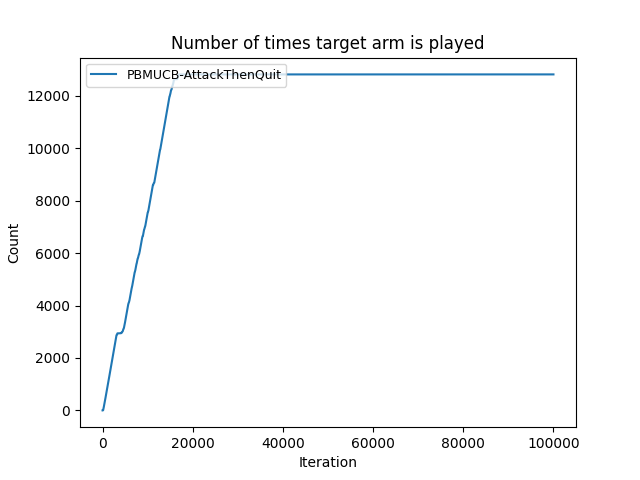 Number of times target arm is played
PBMUCB-AttackThenQuit
12000
10000
8000
6000
4000
2000
0
Count
0 20000 40000 60000 80000 100000
Iteration